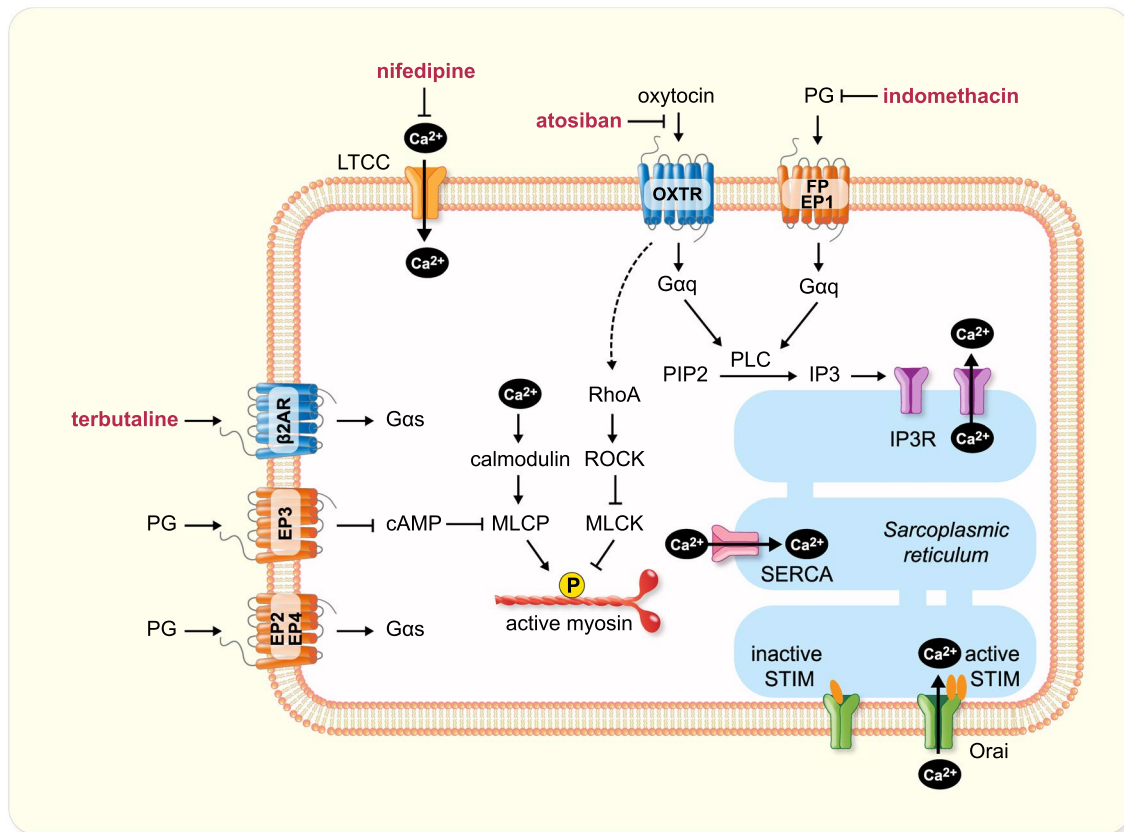 nifedipine
Ca2+
LTCC
Ca2+
oxytocin
atosiban
OXTR
PG
indomethacin
FP
EP1
Gαq
Gαq
PLC
PIP2
IP3
Ca2+
IP3R
Ca2+
terbutaline
β2AR
Gαs
Ca2+
calmodulin
RhoA
ROCK
PG
EP3
cAMP
MLCP
MLCK
P
active myosin
Ca2+
Ca2+
SERCA
Sarcoplasmic
reticulum
PG
EP2
EP4
Gαs
inactive
STIM
Ca2+
active
STIM
Orai
Ca2+